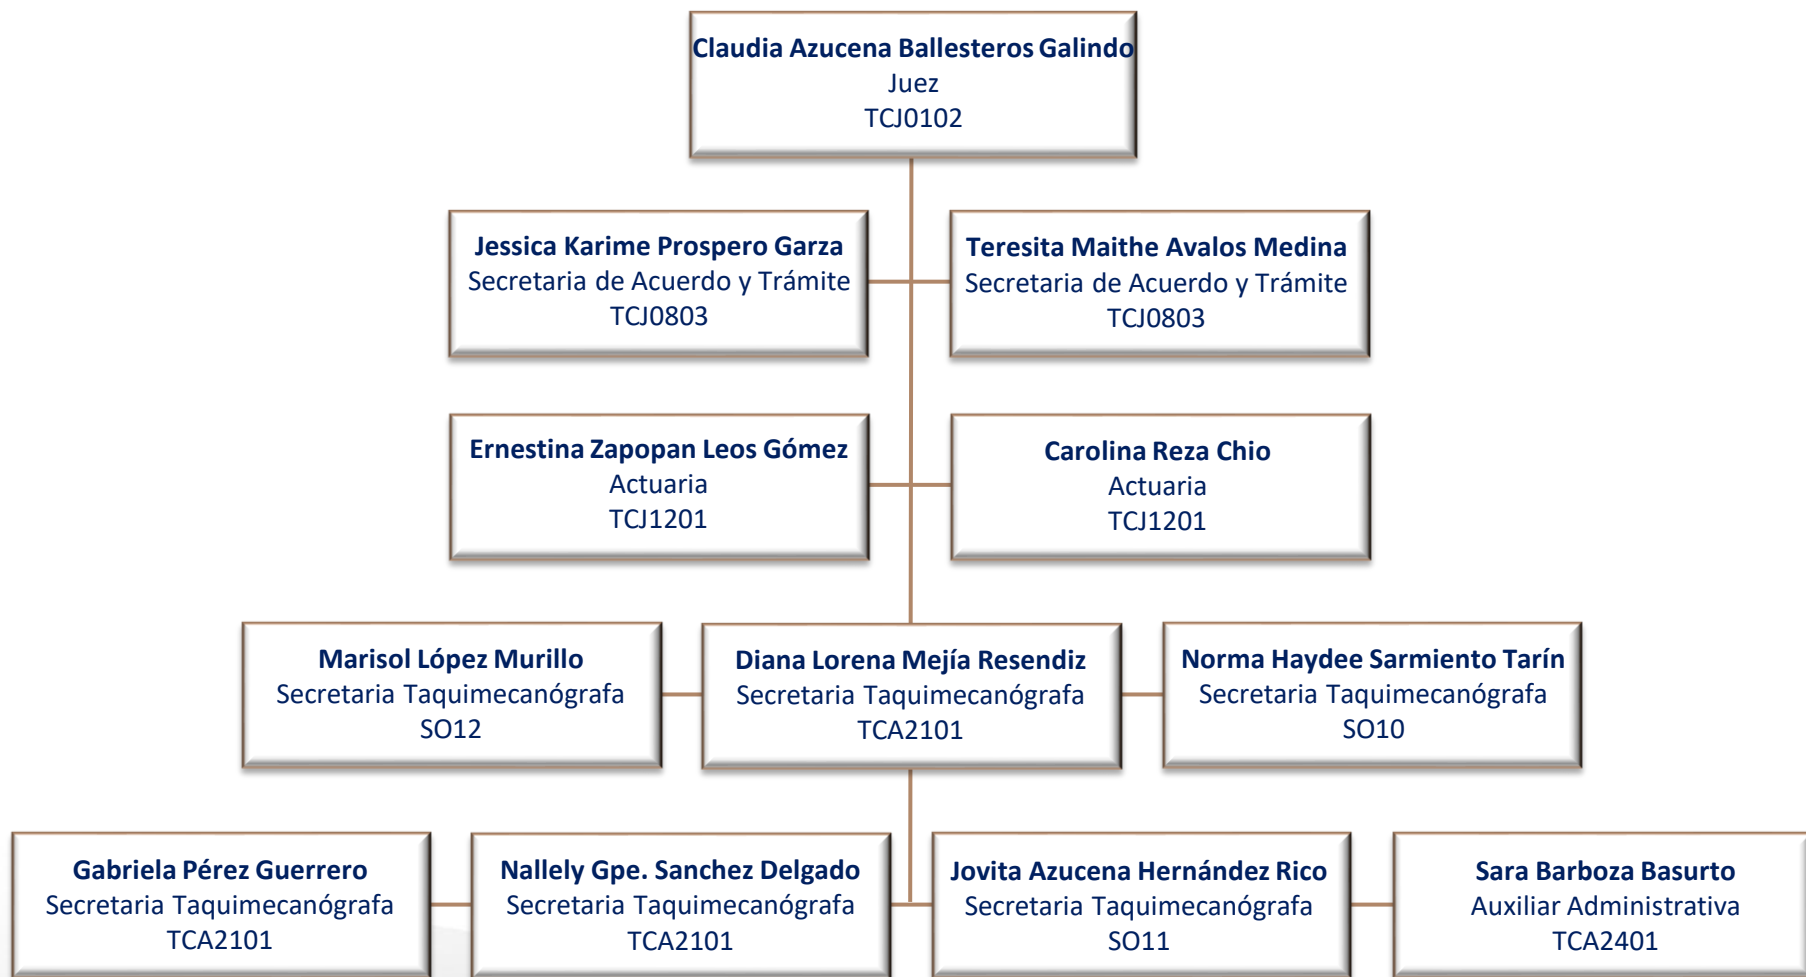 Claudia Azucena Ballesteros Galindo
Juez
TCJ0102
Jessica Karime Prospero Garza
Secretaria de Acuerdo y Trámite
TCJ0803
Teresita Maithe Avalos Medina
Secretaria de Acuerdo y Trámite
TCJ0803
Ernestina Zapopan Leos Gómez
Actuaria
TCJ1201
Carolina Reza Chio
Actuaria
TCJ1201
Marisol López Murillo
Secretaria Taquimecanógrafa
SO12
Diana Lorena Mejía Resendiz
Secretaria Taquimecanógrafa
TCA2101
Norma Haydee Sarmiento Tarín
Secretaria Taquimecanógrafa
SO10
Gabriela Pérez Guerrero
Secretaria Taquimecanógrafa
TCA2101
Nallely Gpe. Sanchez Delgado
Secretaria Taquimecanógrafa
TCA2101
Jovita Azucena Hernández Rico
Secretaria Taquimecanógrafa
SO11
Sara Barboza Basurto
Auxiliar Administrativa
TCA2401